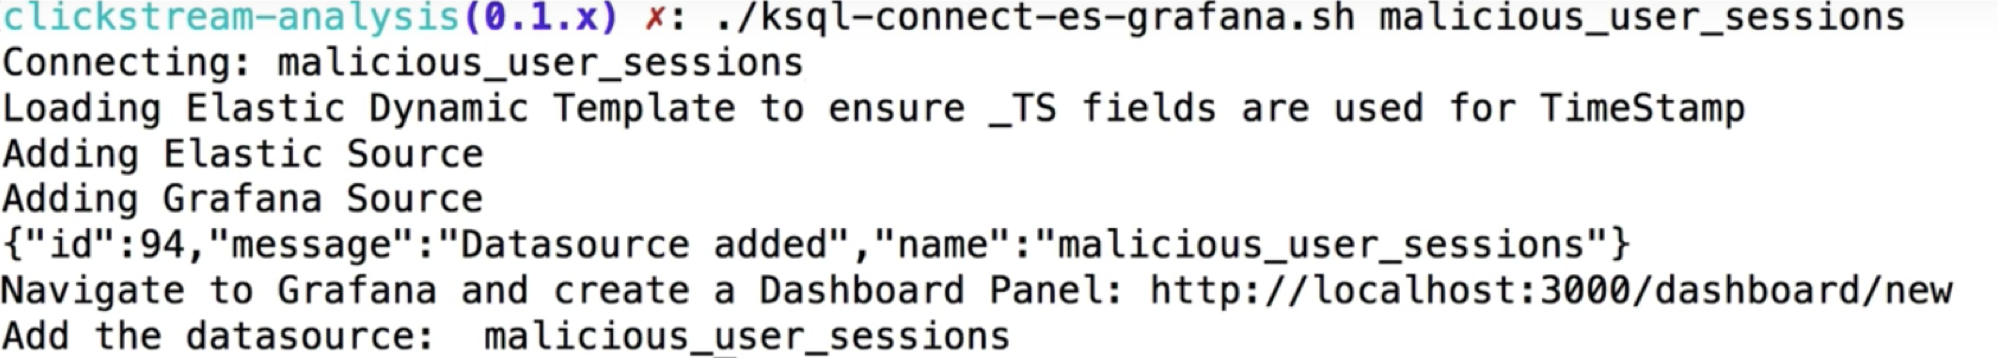 clickstream-analysis(0.1.x) ✗: ./ksql-connect-es-grafana.sh malicious_user_sessions
Connecting: malicious_user_sessions
Loading Elastic Dynamic Template to ensure _TS fields are used for TimeStamp
Adding Elastic Source
Adding Grafana Source
{"id":94,"message":"Datasource added","name":"malicious_user_sessions"}
Navigate to Grafana and create a Dashboard Panel: http://localhost:3000/dashboard/new
Add the datasource:  malicious_user_sessions